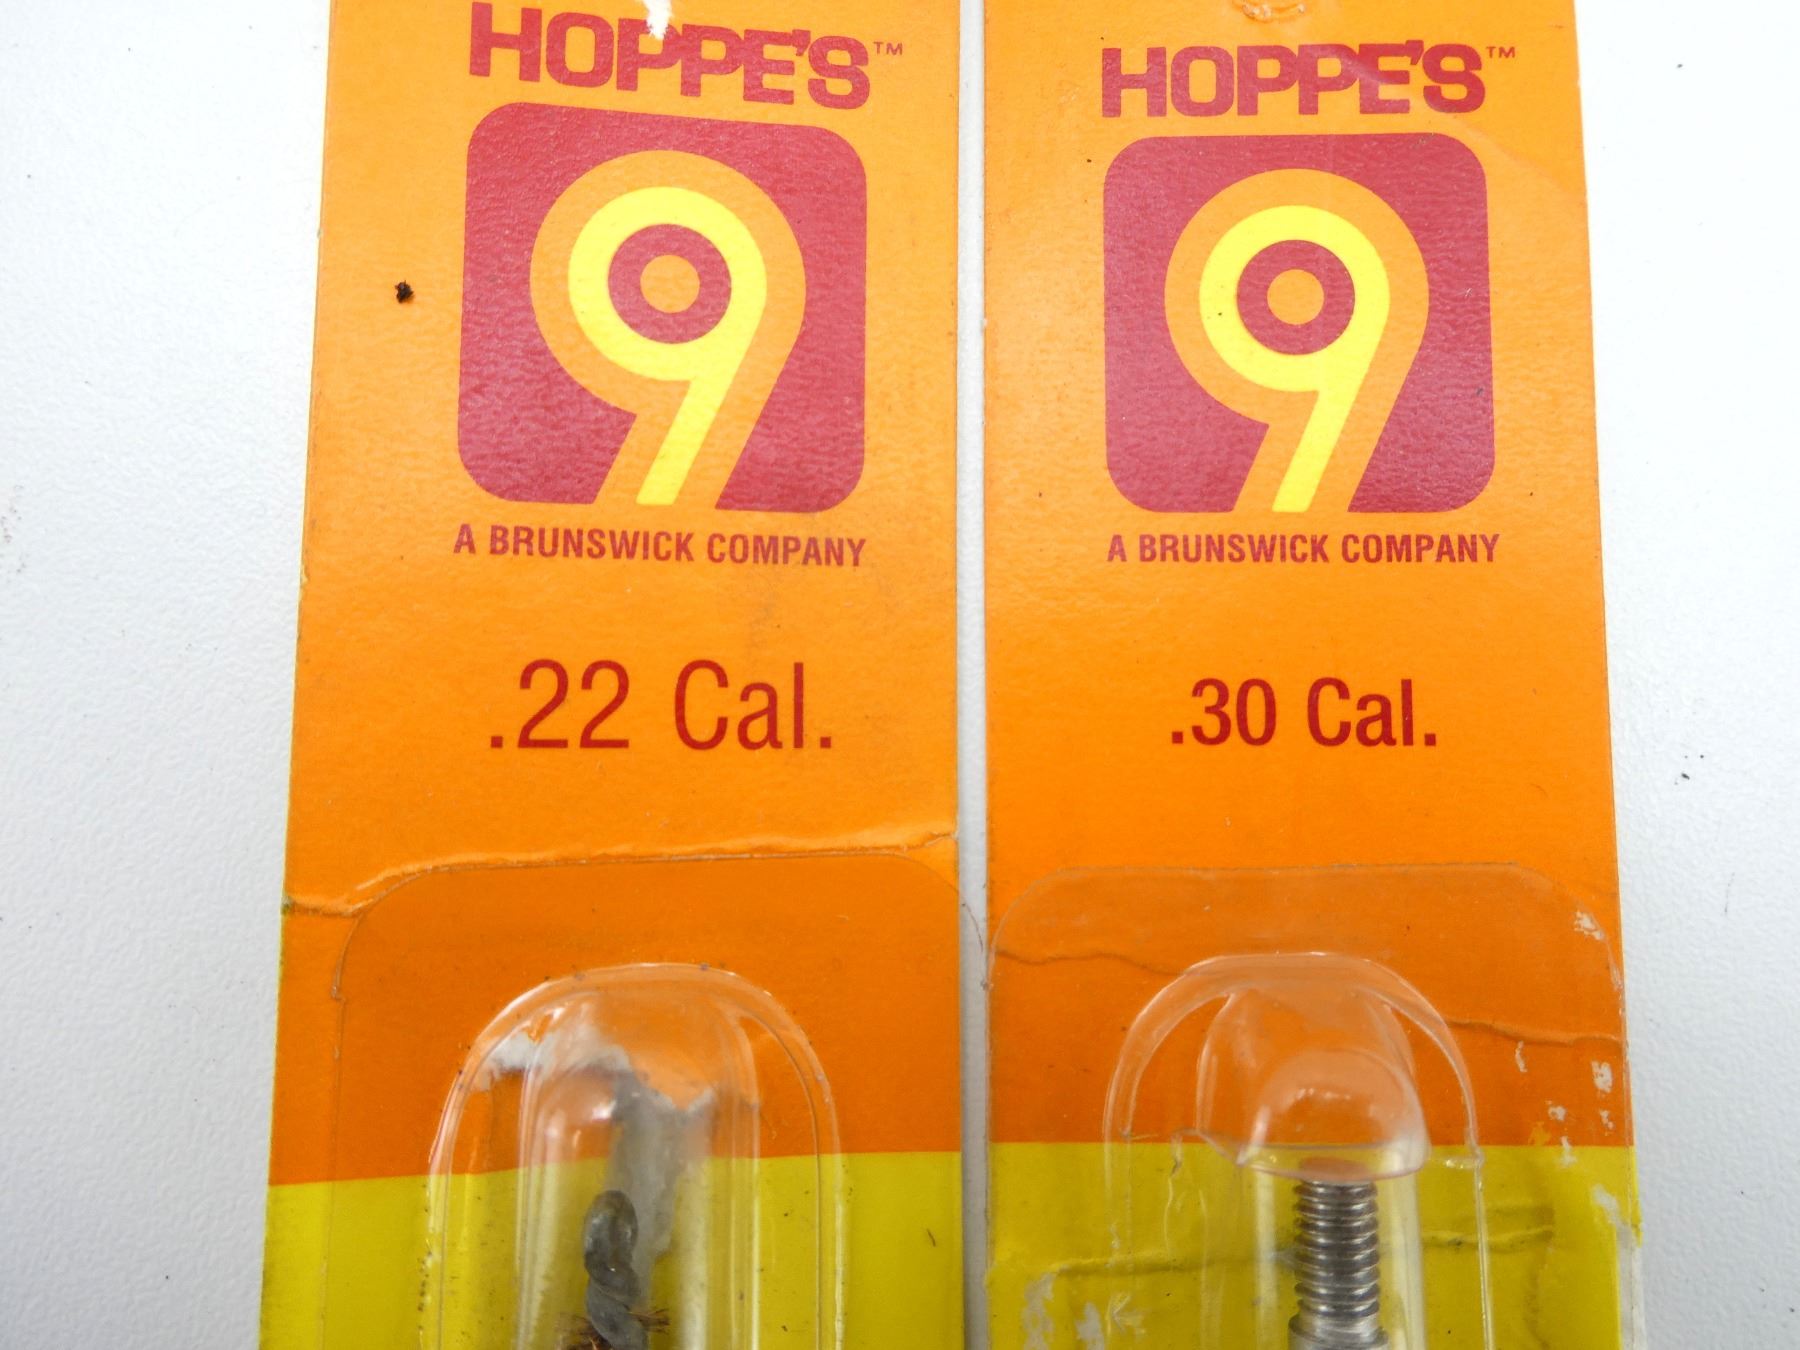 HOPPE'S™
9
A BRUNSWICK COMPANY
.22 Cal.
HOPPE'S™
9
A BRUNSWICK COMPANY
.30 Cal.